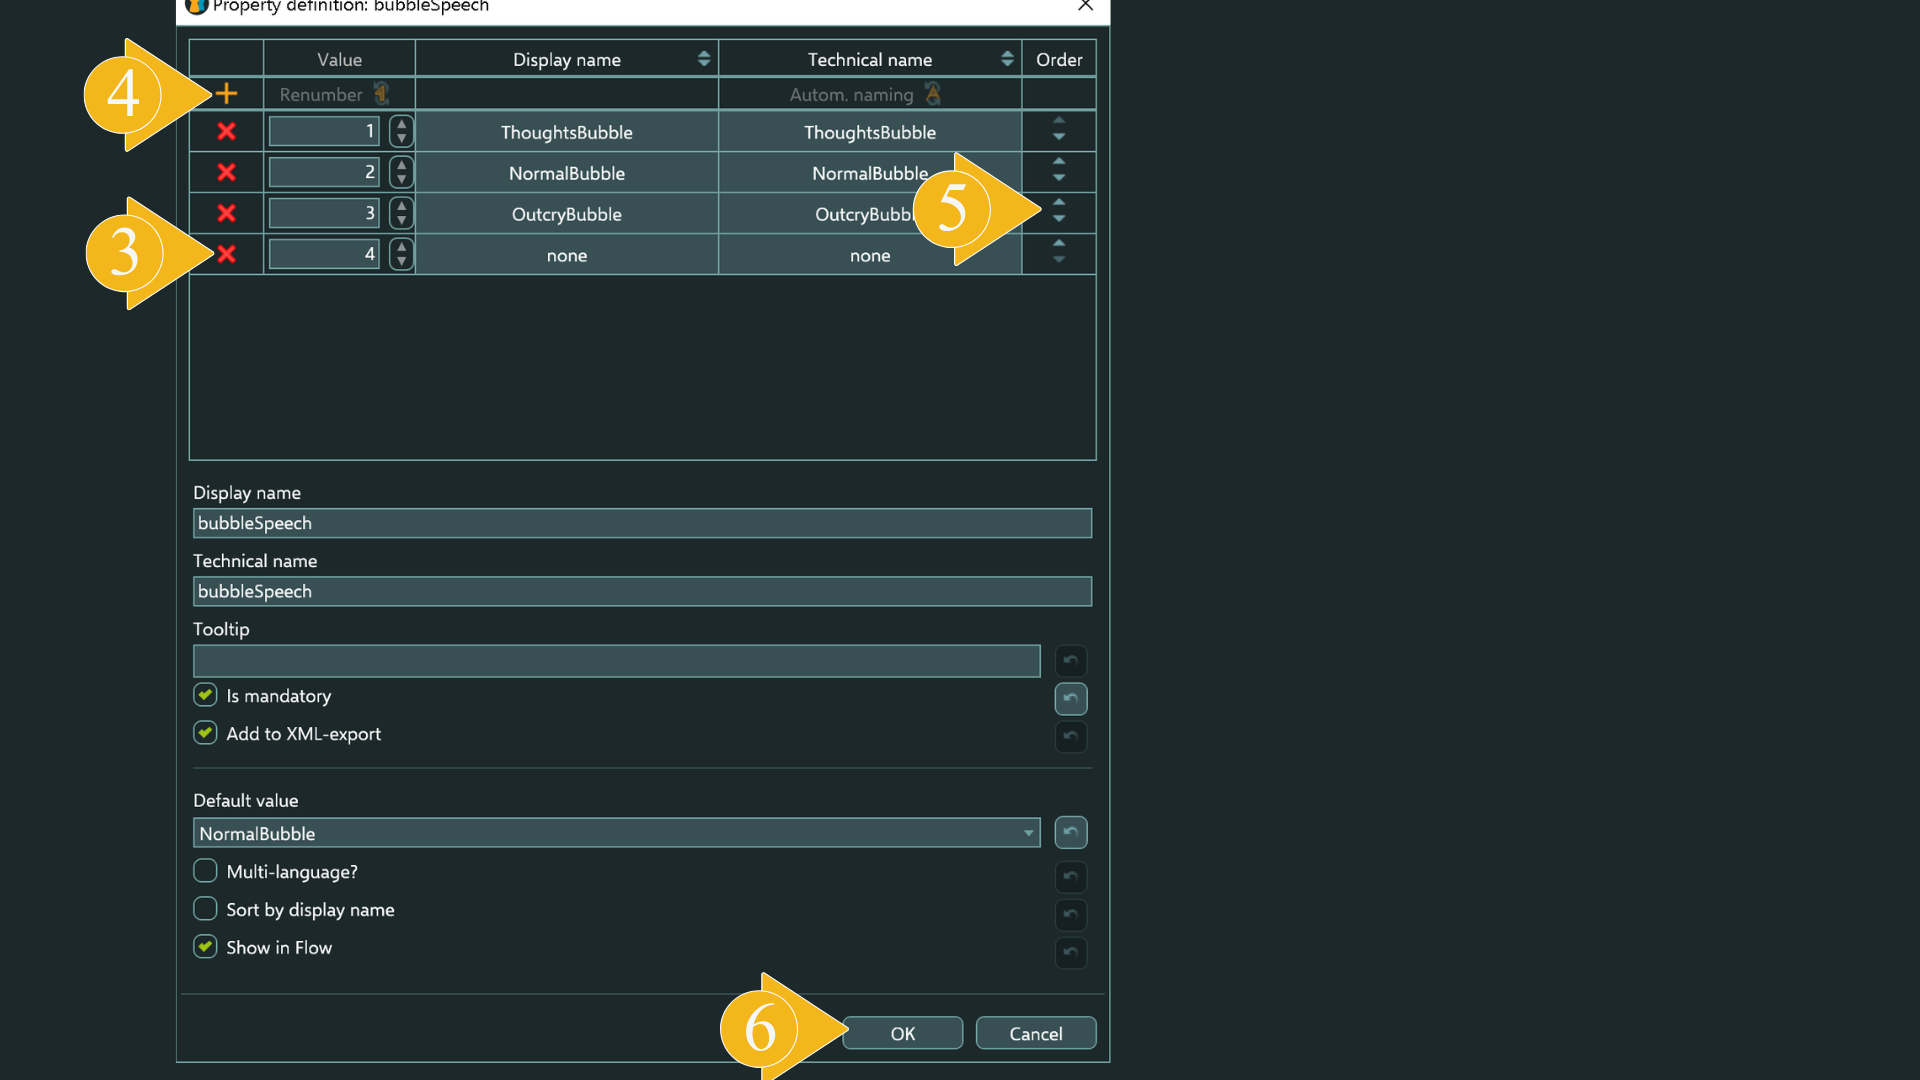 Property definition: bubbleSpeech
Value Display name Technical name Order
4 Renumber Autom. naming
1 ThoughtsBubble ThoughtsBubble
2 NormalBubble NormalBubble
3 OutcryBubble 5
3 4 none none
Display name
bubbleSpeech
Technical name
bubbleSpeech
Tooltip
Is mandatory
Add to XML-export
Default value
NormalBubble
Multi-language?
Sort by display name
Show in Flow
6 OK Cancel